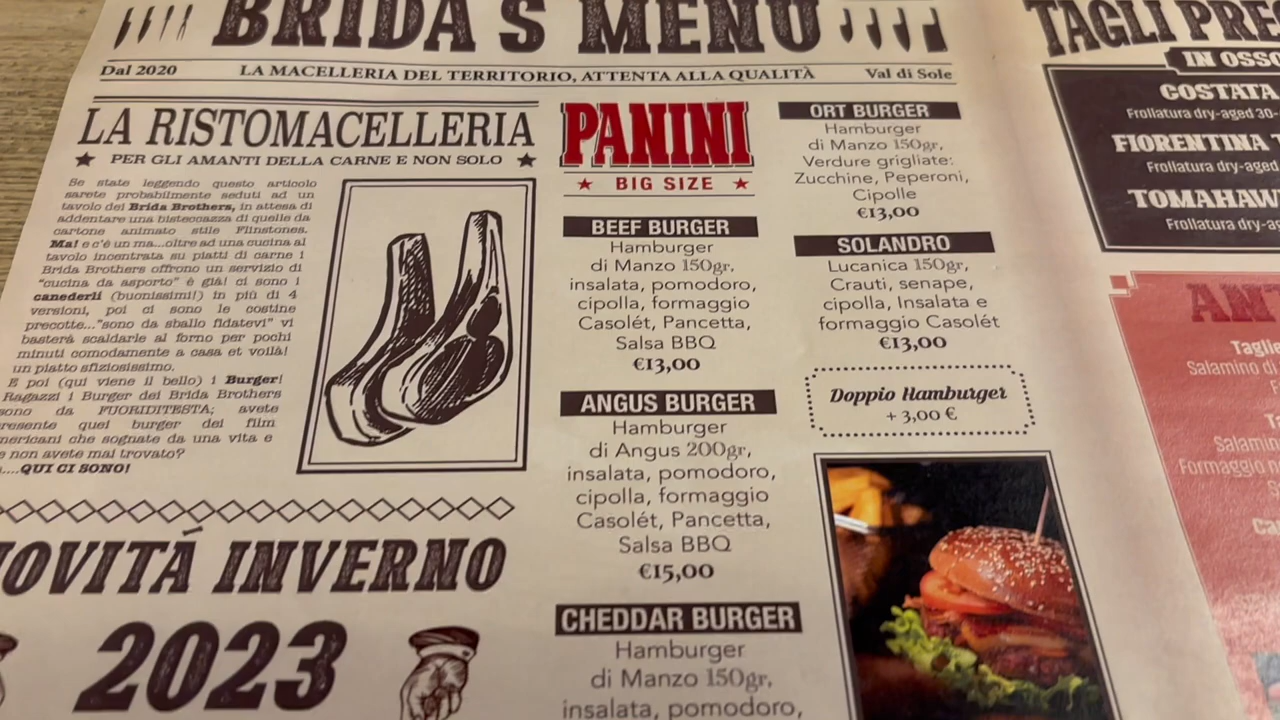 BRIDA'S MENU
Dal 2020
LA MACELLERIA DEL TERRITORIO, ATTENTA ALLA QUALITÀ
Val di Sole
LA RISTOMACELLERIA
PER GLI AMANTI DELLA CARNE E NON SOLO
Se state leggendo questo articolo
sarete probabilmente seduti ad un
tavolo dei Brida Brothers, in attesa di
addentare una bisteccazza di quelle da
cartone animato stile Flinstones.
Ma! e c'è un ma...oltre ad una cucina al
tavolo incentrata su piatti di carne i
Brida Brothers offrono un servizio di
"cucina da asporto" è già! ci sono i
canederli (buonissimi!) in più di 4
versioni, poi ci sono le costine
precotte..."sono da sballo fidatevi" vi
basterà scaldarle al forno per pochi
minuti comodamente a casa et voilà!
un piatto sfiziosissimo.
E poi (qui viene il bello) i Burger!
Ragazzi i Burger dei Brida Brothers
sono da FUORIDITESTA; avete
presente quei burger dei film
americani che sognate da una vita e
e non avete mai trovato?
....QUI CI SONO!
NOVITÁ INVERNO
2023
PANINI
BIG SIZE
BEEF BURGER
Hamburger
di Manzo 150gr,
insalata, pomodoro,
cipolla, formaggio
Casolét, Pancetta,
Salsa BBQ
€13,00
ANGUS BURGER
Hamburger
di Angus 200gr,
insalata, pomodoro,
cipolla, formaggio
Casolét, Pancetta,
Salsa BBQ
€15,00
CHEDDAR BURGER
Hamburger
di Manzo 150gr,
insalata, pomodoro,
ORT BURGER
Hamburger
di Manzo 150gr,
Verdure grigliate:
Zucchine, Peperoni,
Cipolle
€13,00
SOLANDRO
Lucanica 150gr,
Crauti, senape,
cipolla, Insalata e
formaggio Casolét
€13,00
Doppio Hamburger
+ 3,00 €
TAGLI PRE
IN OSSO
COSTATA
Frollatura dry-aged 30-
FIORENTINA
Frollatura dry-aged
TOMAHAW
Frollatura dry-ag
ANT
Taglie
Salamino di
Salamin
Formaggio